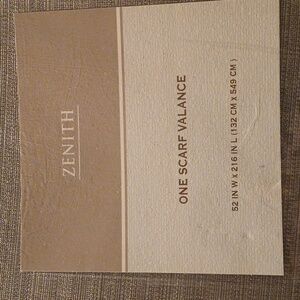 ZENITH
ONE SCARF VALANCE
52 IN W X 216 IN L (132 CM X 549 CM)